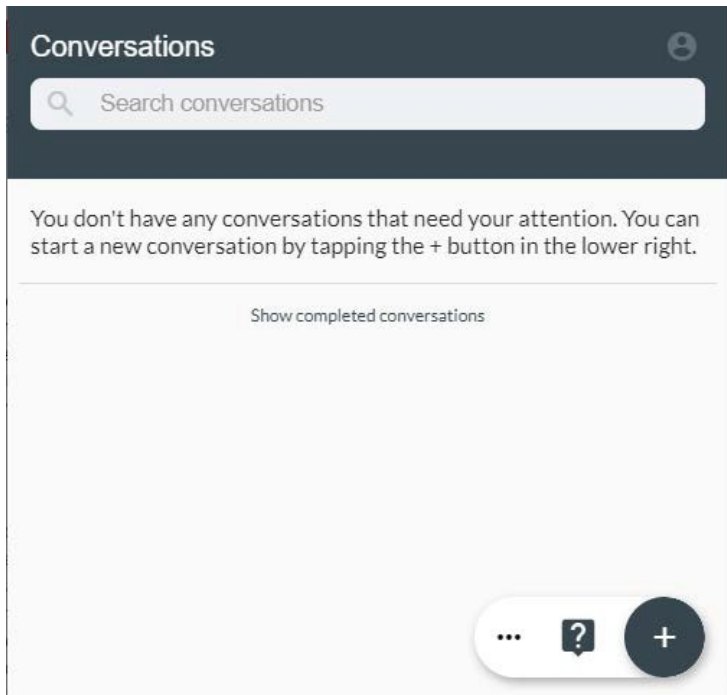 Conversations
Search conversations
You don't have any conversations that need your attention. You can
start a new conversation by tapping the + button in the lower right.
Show completed conversations